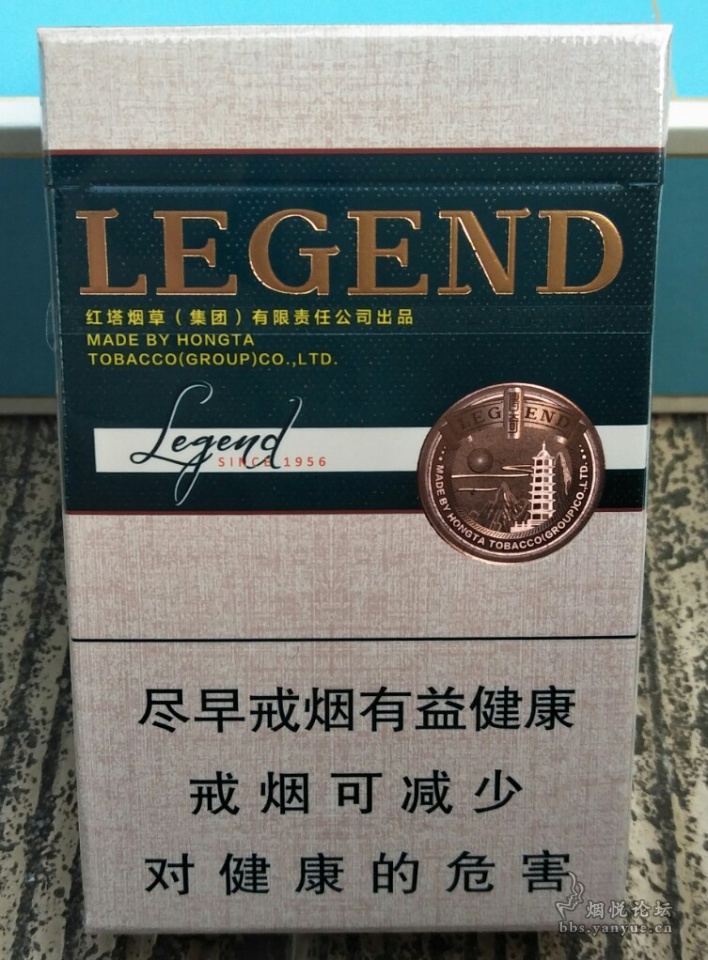 LEGEND
红塔烟草（集团）有限责任公司出品
MADE BY HONGTA
TOBACCO(GROUP)CO.,LTD.
Legend
SINCE 1956
LEGEND
传奇
MADE BY HONGTA TOBACCO(GROUP)CO.,LTD.
尽早戒烟有益健康
戒烟可减少
对健康的危害
烟悦论坛
bbs.yanyue.cn